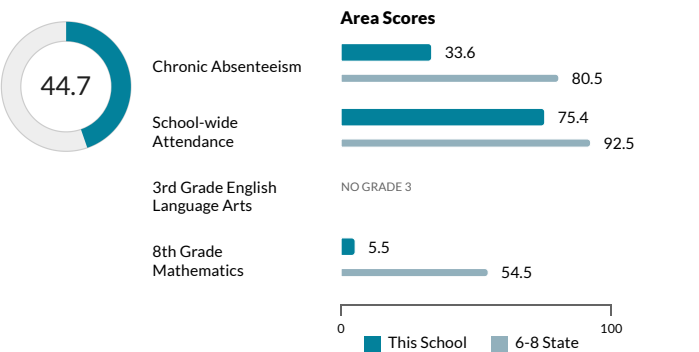 Area Scores
44.7
Chronic Absenteeism
33.6
80.5
School-wide
Attendance
75.4
92.5
3rd Grade English
Language Arts
NO GRADE 3
8th Grade
Mathematics
5.5
54.5
0
100
This School
6-8 State